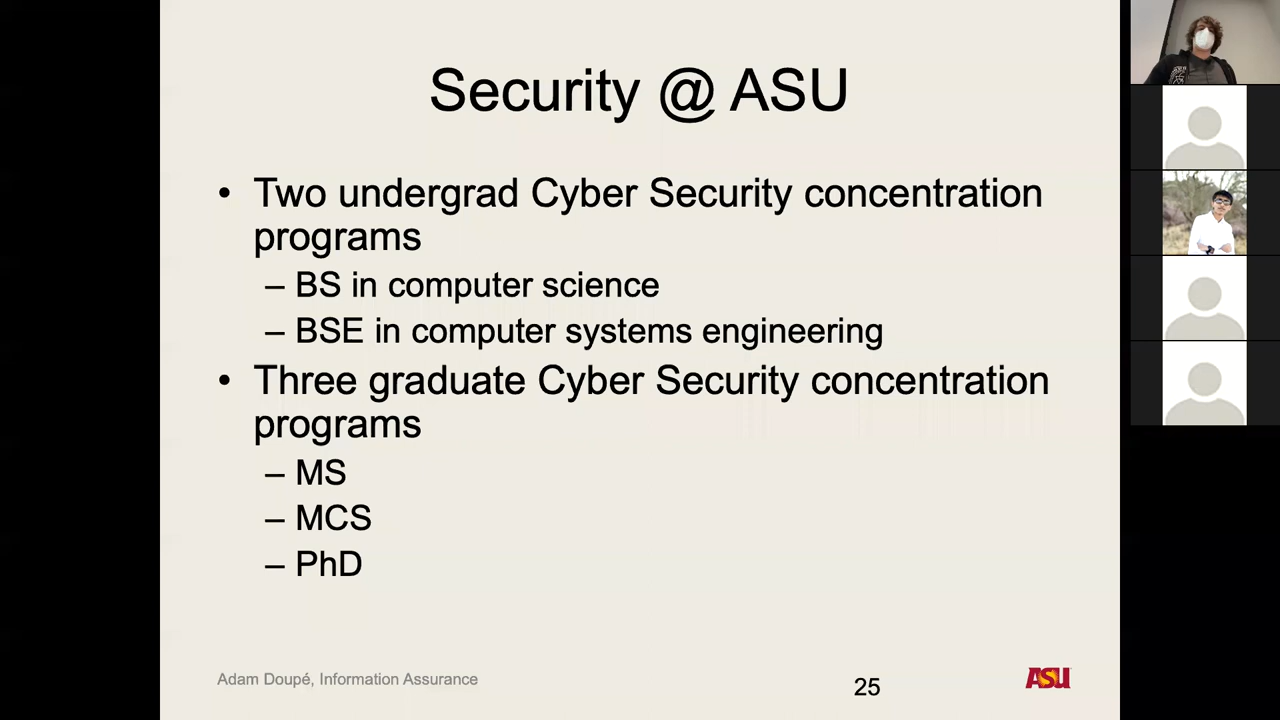 Security @ ASU
• Two undergrad Cyber Security concentration
programs
– BS in computer science
– BSE in computer systems engineering
• Three graduate Cyber Security concentration
programs
– MS
– MCS
– PhD
Adam Doupé, Information Assurance
25
ASU